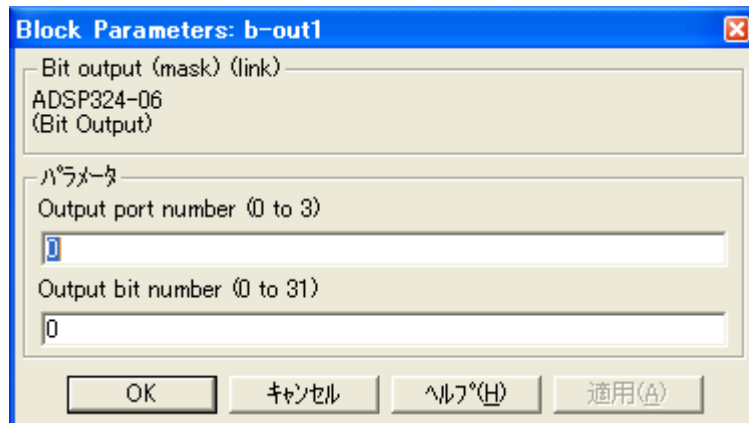 Block Parameters: b-out1
Bit output (mask) (link)
ADSP324-06
(Bit Output)
パラメータ
Output port number (0 to 3)
0
Output bit number (0 to 31)
0
OK
キャンセル
ヘルプ(H)
適用(A)